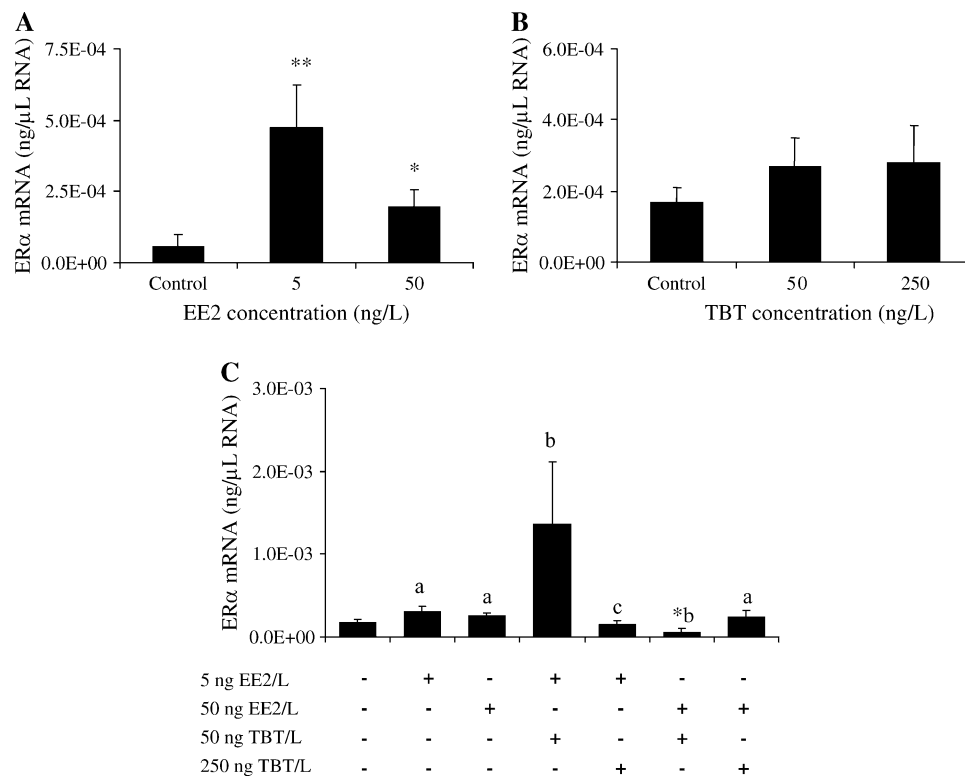 A
ERα mRNA (ng/μL RNA)
7.5E-04
5.0E-04
2.5E-04
0.0E+00
**
*
Control 5 50
EE2 concentration (ng/L)
B
ERα mRNA (ng/μL RNA)
6.0E-04
4.0E-04
2.0E-04
0.0E+00
Control 50 250
TBT concentration (ng/L)
C
ERα mRNA (ng/μL RNA)
3.0E-03
2.0E-03
1.0E-03
0.0E+00
a a b c *b a
5 ng EE2/L - + - + + - -
50 ng EE2/L - - + - - + +
50 ng TBT/L - - - + - + -
250 ng TBT/L - - - - + - +